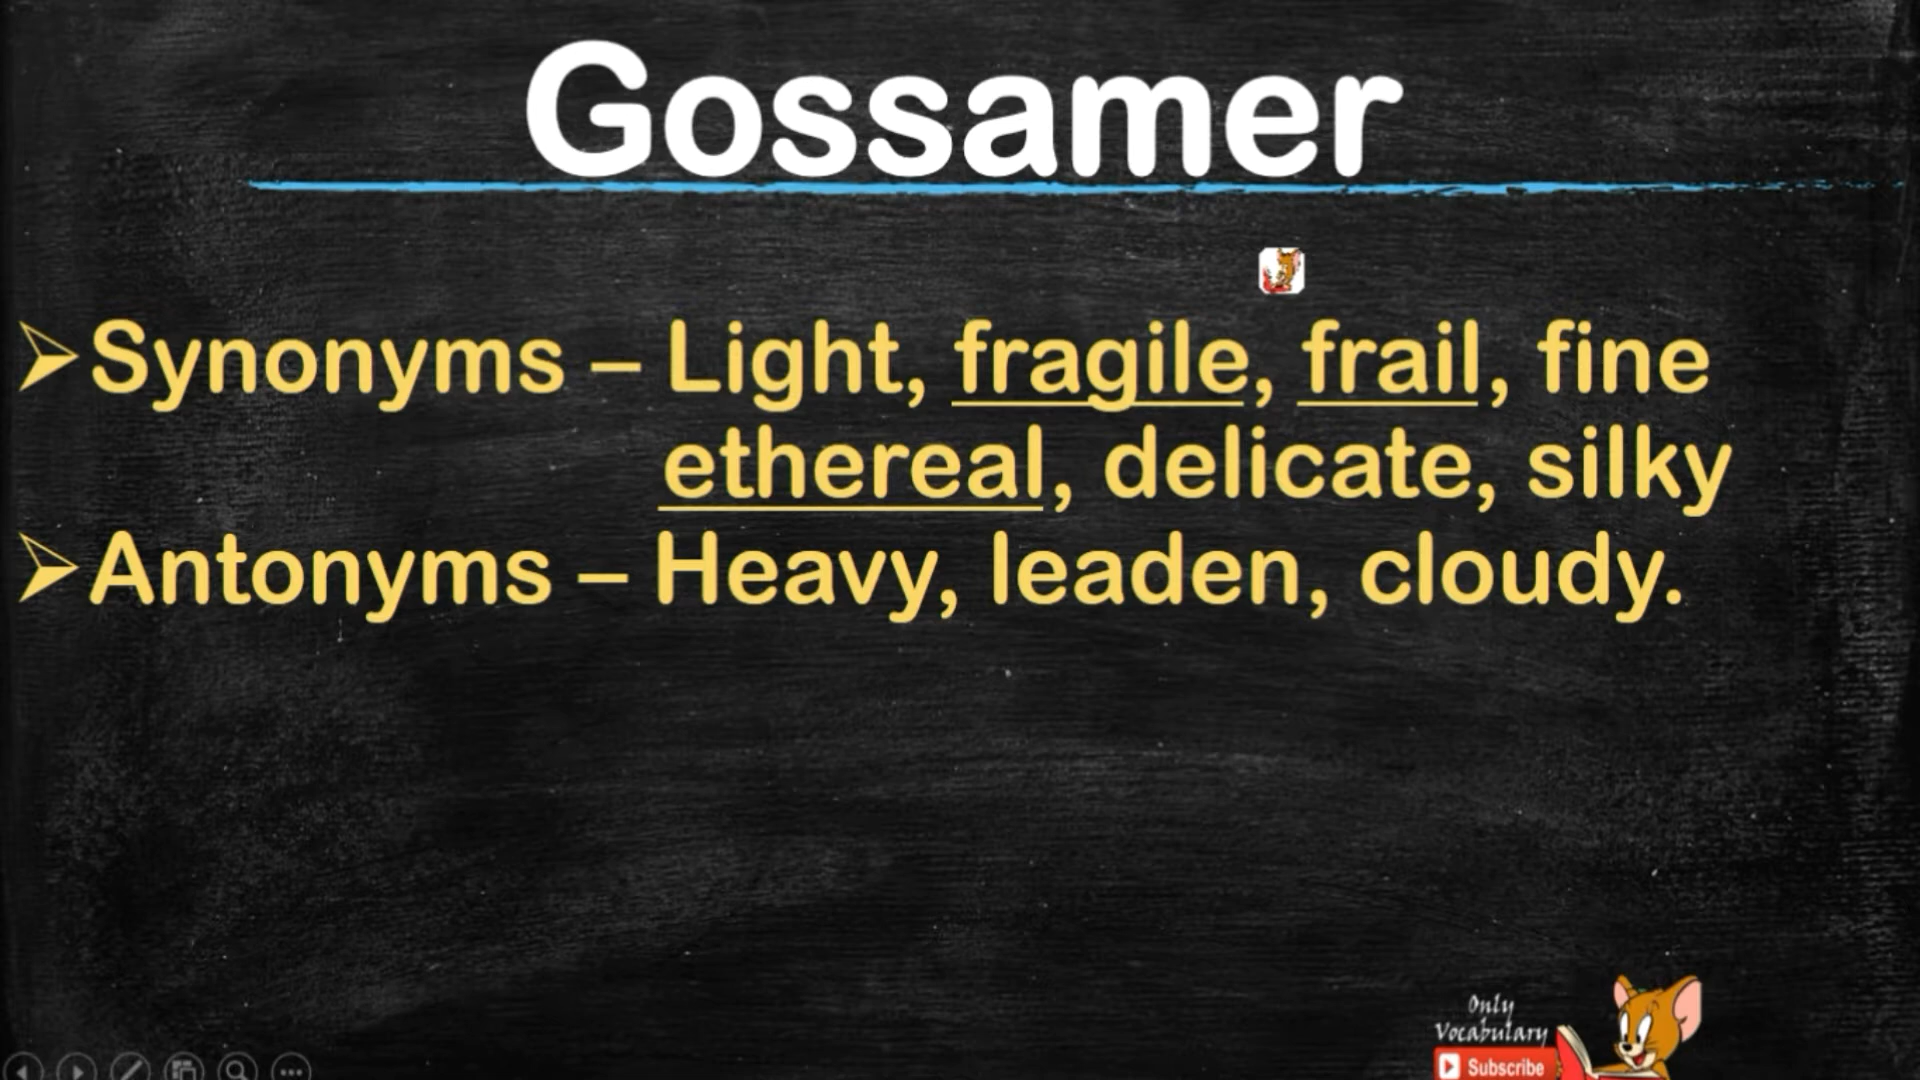 Gossamer
➢Synonyms – Light, fragile, frail, fine
ethereal, delicate, silky
➢Antonyms – Heavy, leaden, cloudy.
Only
Vocabulary
Subscribe